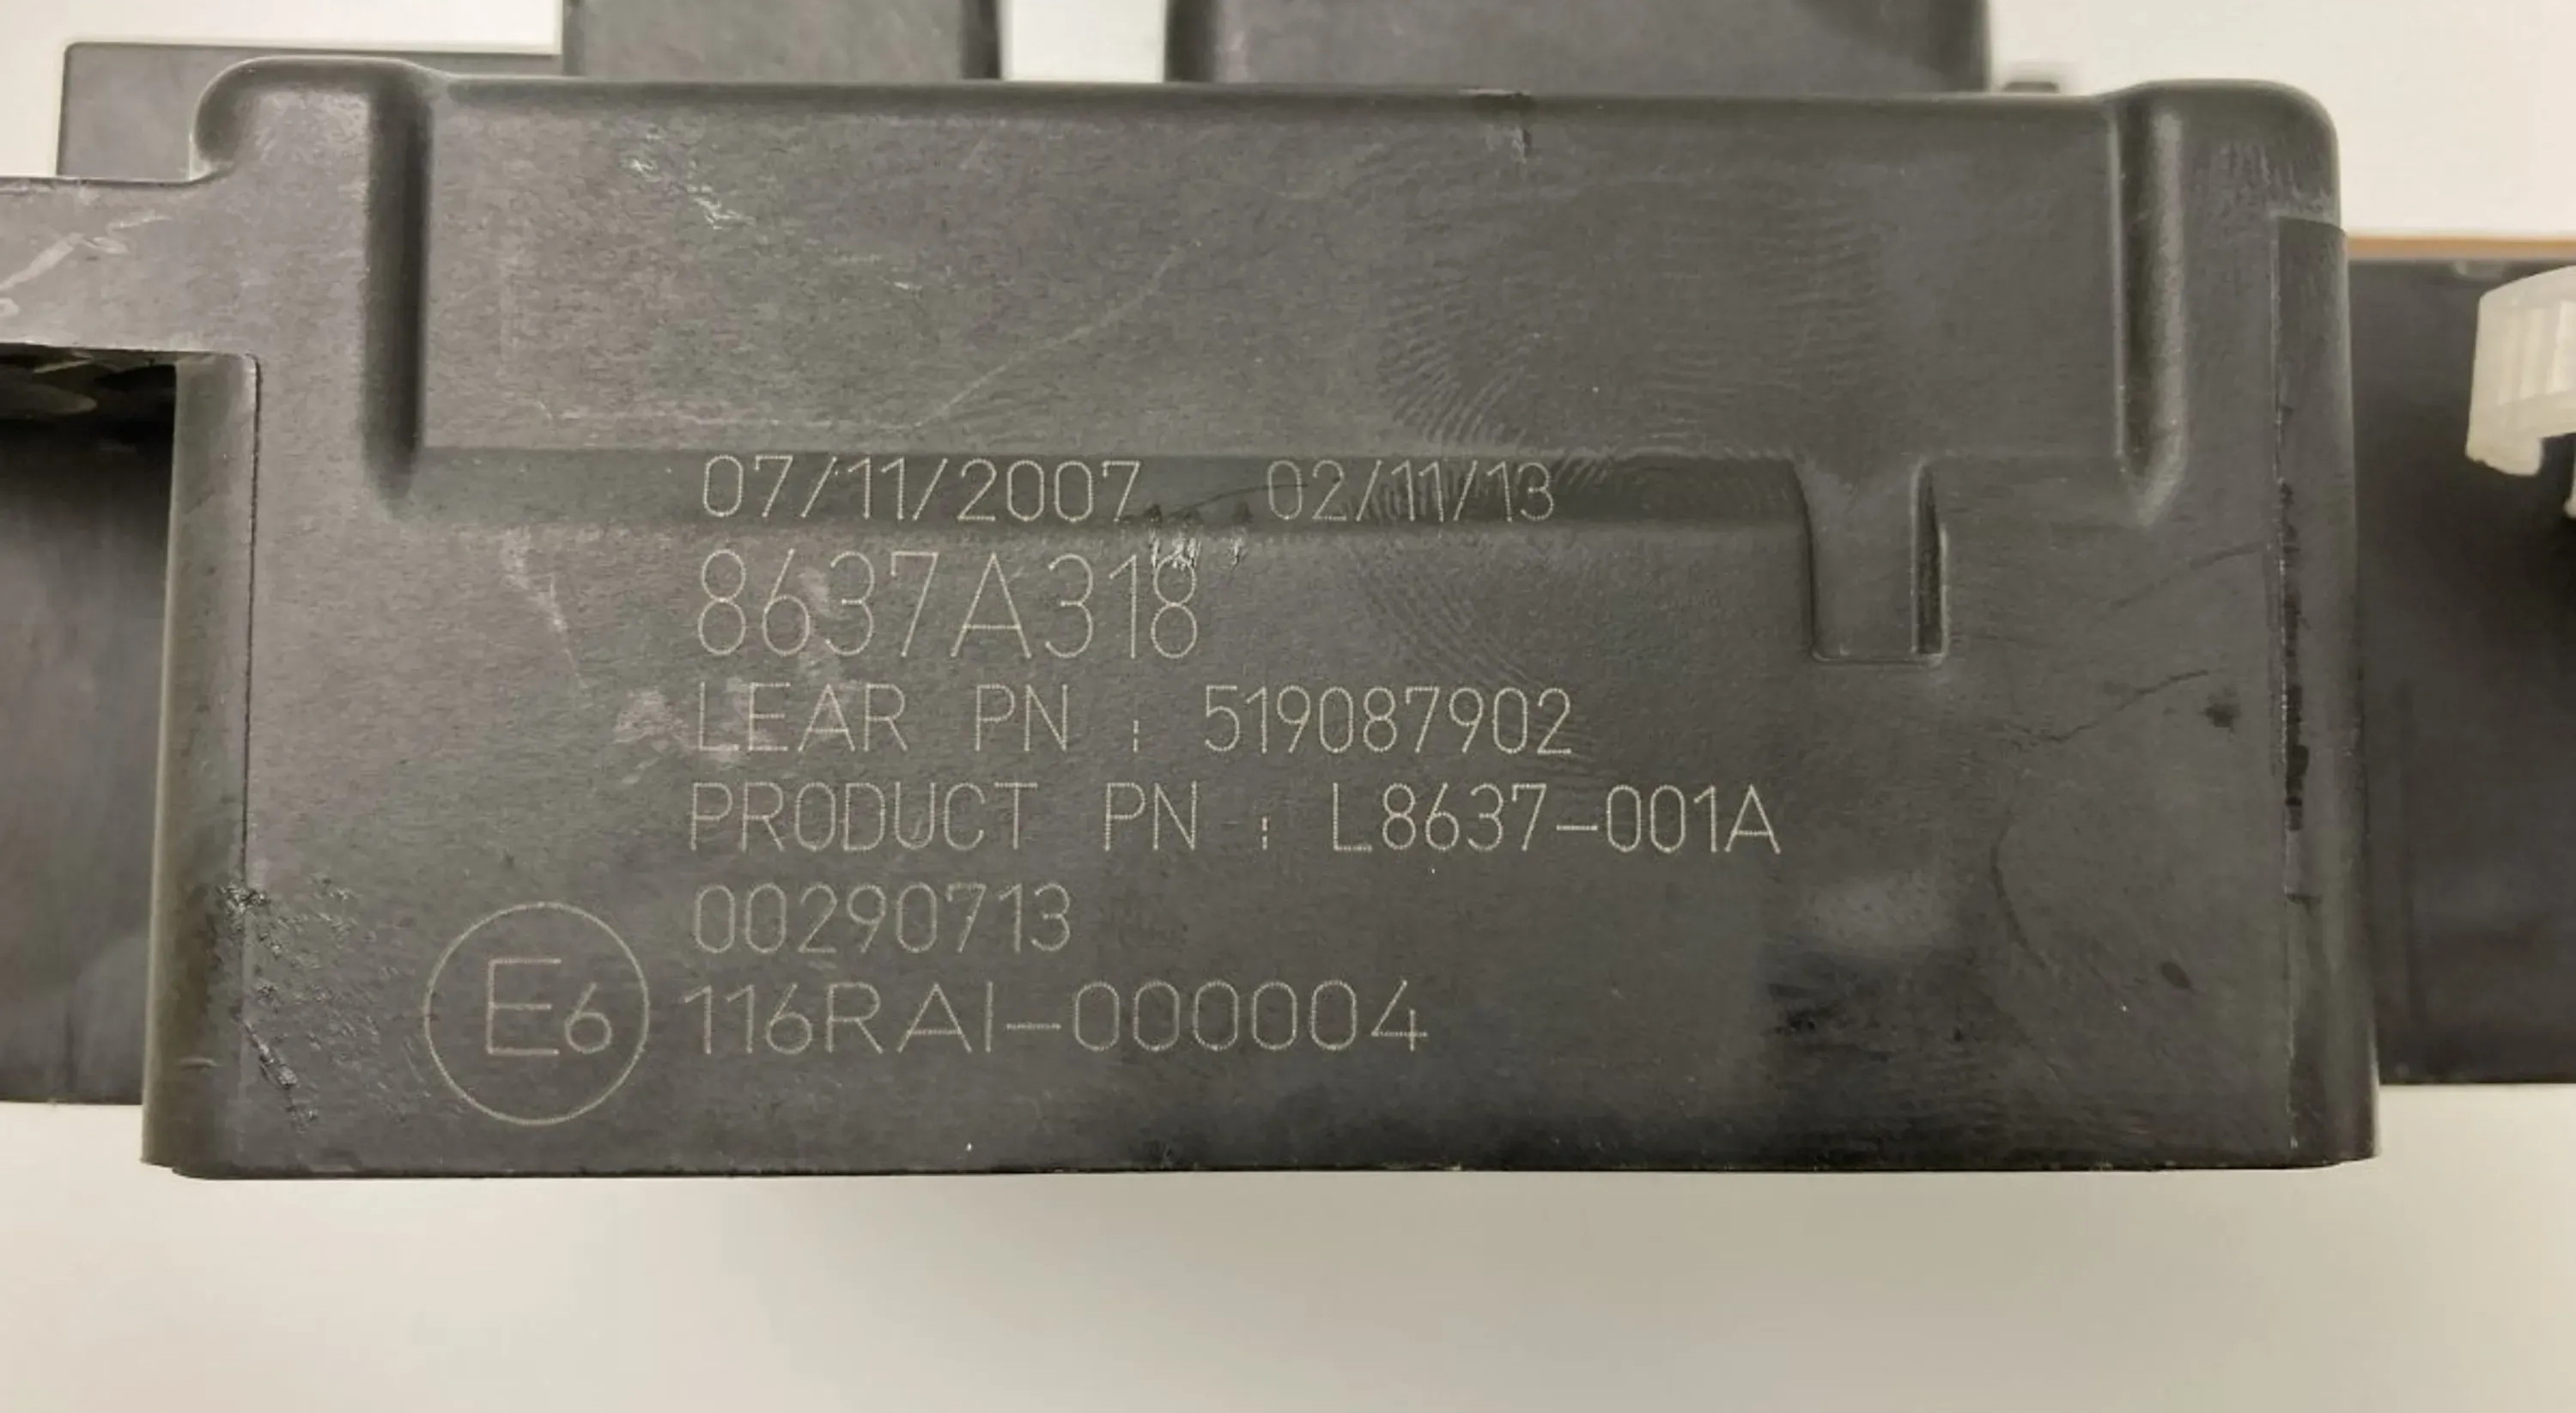 07/11/2007 02/11/13
8637A318
LEAR PN : 519087902
PRODUCT PN : L8637-001A
00290713
E6 116RAI-000004